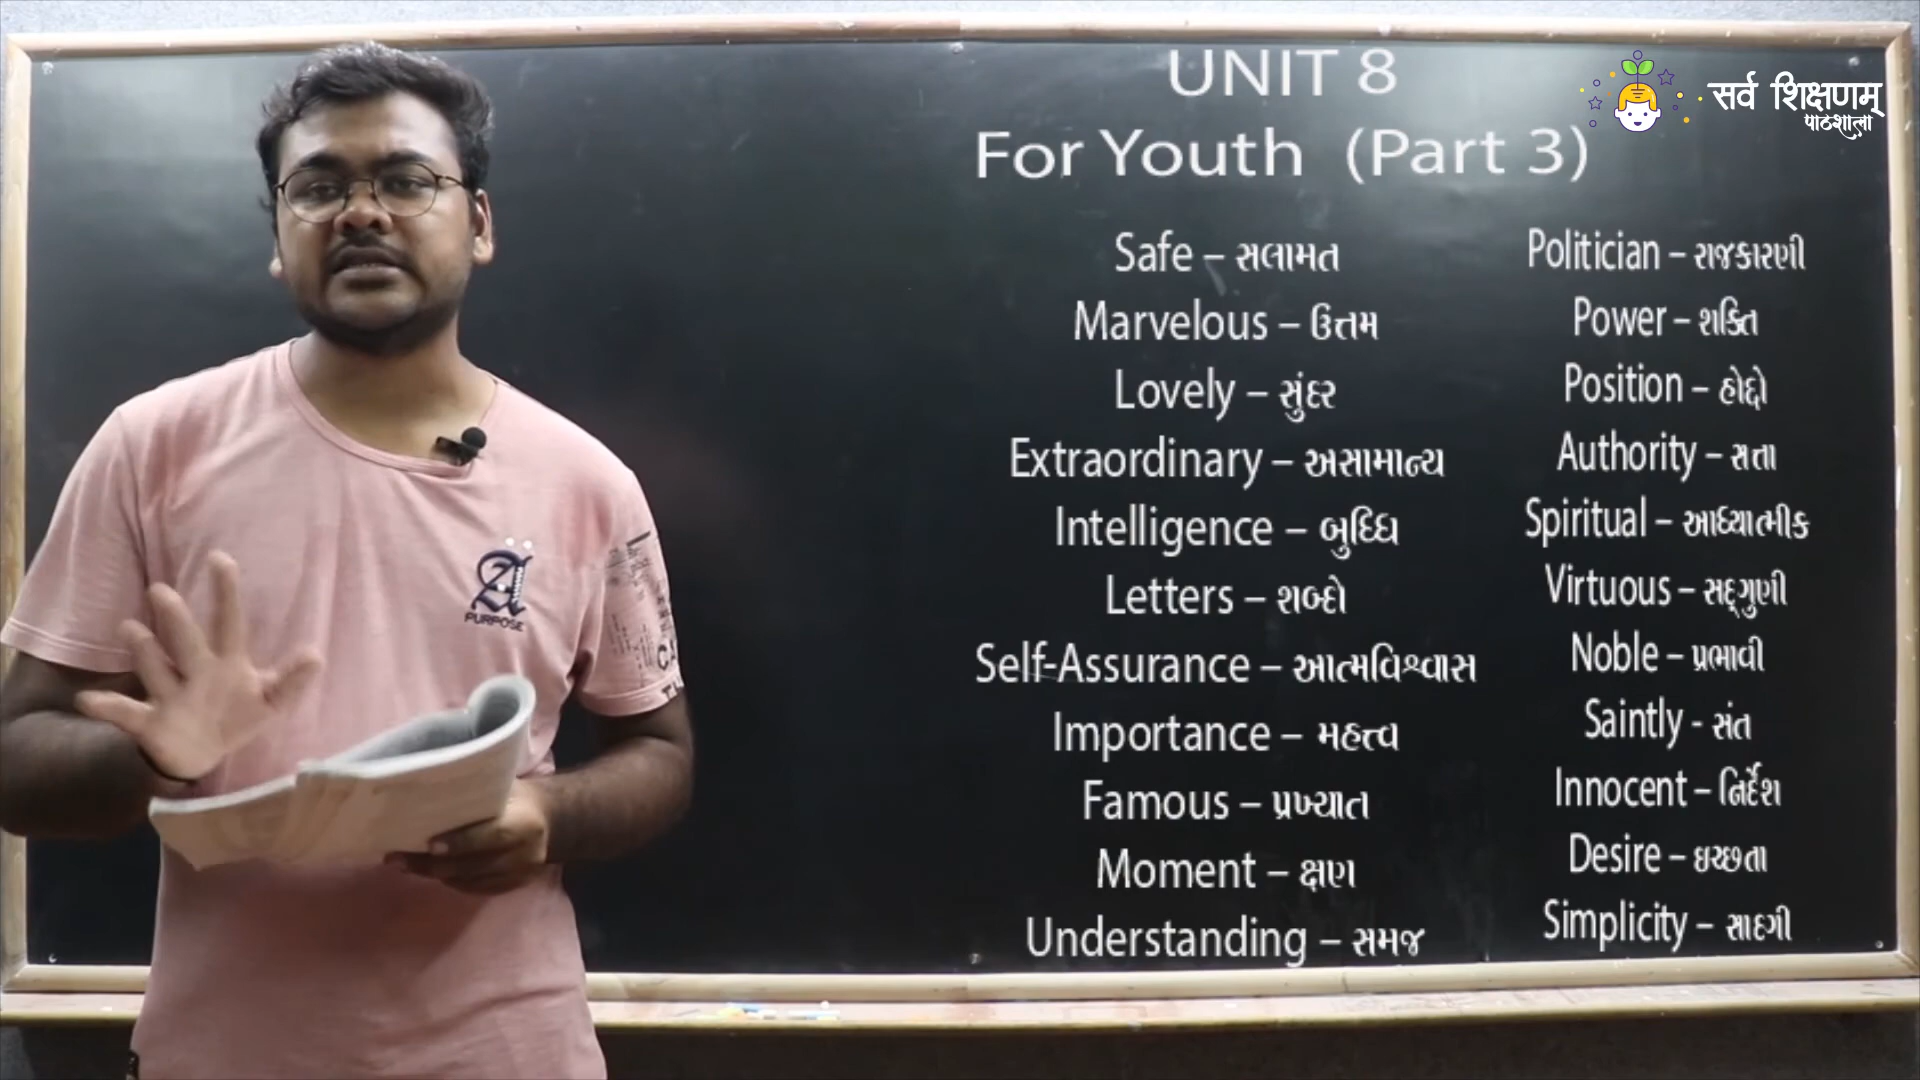 UNIT 8
For Youth (Part 3)
सर्व शिक्षणम्
पाठशाला
Safe – સલામત
Marvelous – ઉત્તમ
Lovely – સુંદર
Extraordinary – અસામાન્ય
Intelligence – બુધ્ધિ
Letters – શબ્દો
Self-Assurance – આત્મવિશ્વાસ
Importance – મહત્ત્વ
Famous – પ્રખ્યાત
Moment – ક્ષણ
Understanding – સમજ
Politician – રાજકારણી
Power – શક્તિ
Position – હોદ્દો
Authority – સતા
Spiritual – આધ્યાત્મીક
Virtuous – સદ્ગુણી
Noble – પ્રભાવી
Saintly - સંત
Innocent – નિર્દેશ
Desire – ઇચ્છતા
Simplicity – સાદગી
A
PURPOSE